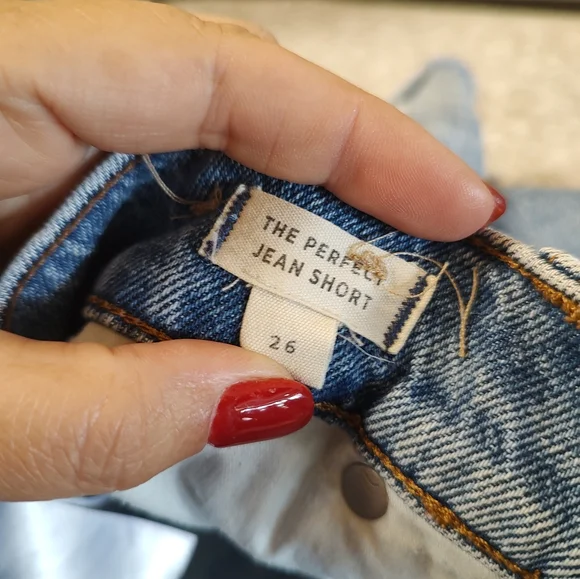 THE PERFECT
JEAN SHORT
26